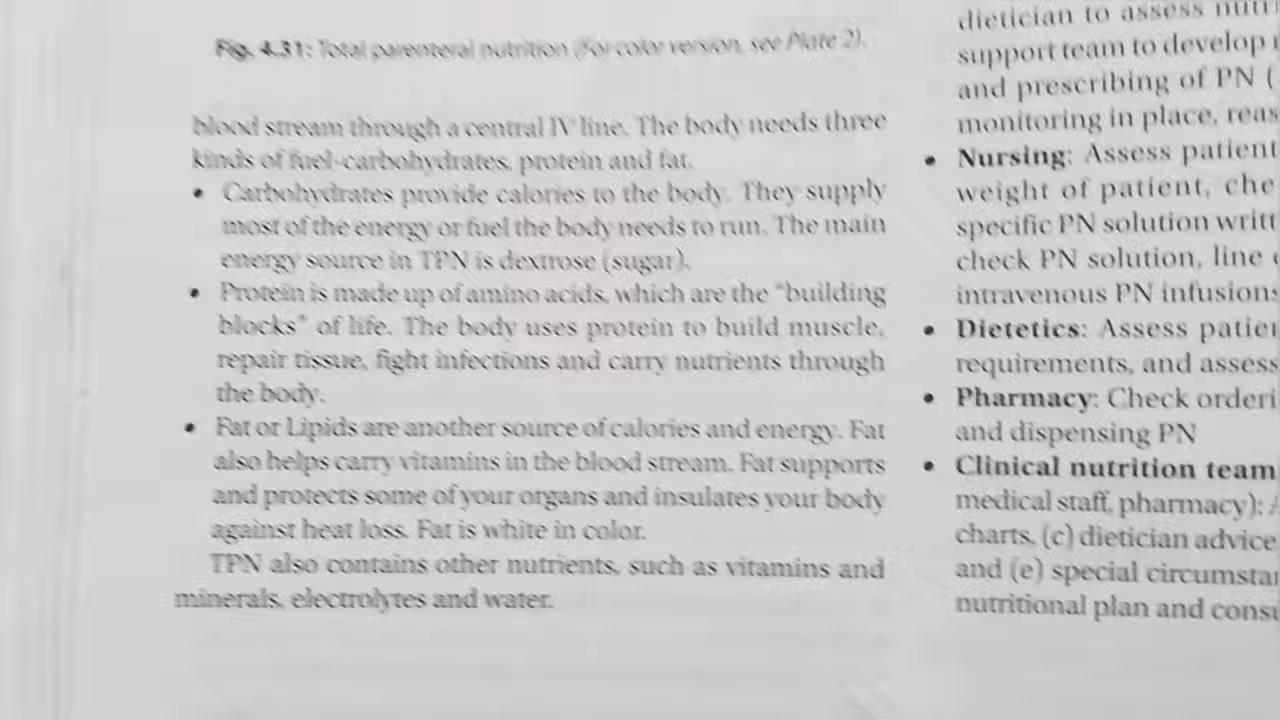 Fig. 4.31: Total parenteral nutrition (For color version, see Plate 2).
blood stream through a central IV line. The body needs three
kinds of fuel-carbohydrates, protein and fat.
• Carbohydrates provide calories to the body. They supply
most of the energy or fuel the body needs to run. The main
energy source in TPN is dextrose (sugar).
• Protein is made up of amino acids, which are the "building
blocks" of life. The body uses protein to build muscle,
repair tissue, fight infections and carry nutrients through
the body.
• Fat or Lipids are another source of calories and energy. Fat
also helps carry vitamins in the blood stream. Fat supports
and protects some of your organs and insulates your body
against heat loss. Fat is white in color.
TPN also contains other nutrients, such as vitamins and
minerals, electrolytes and water.
dietician to assess
support team to develop
and prescribing of PN (
monitoring in place,
• Nursing: Assess patient
weight of patient,
specific PN solution
check PN solution, line
intravenous PN infusions
• Dietetics: Assess
requirements, and assess
• Pharmacy: Check
and dispensing PN
• Clinical nutrition team
medical staff, pharmacy):
charts, (c) dietician advice
and (e) special
nutritional plan and